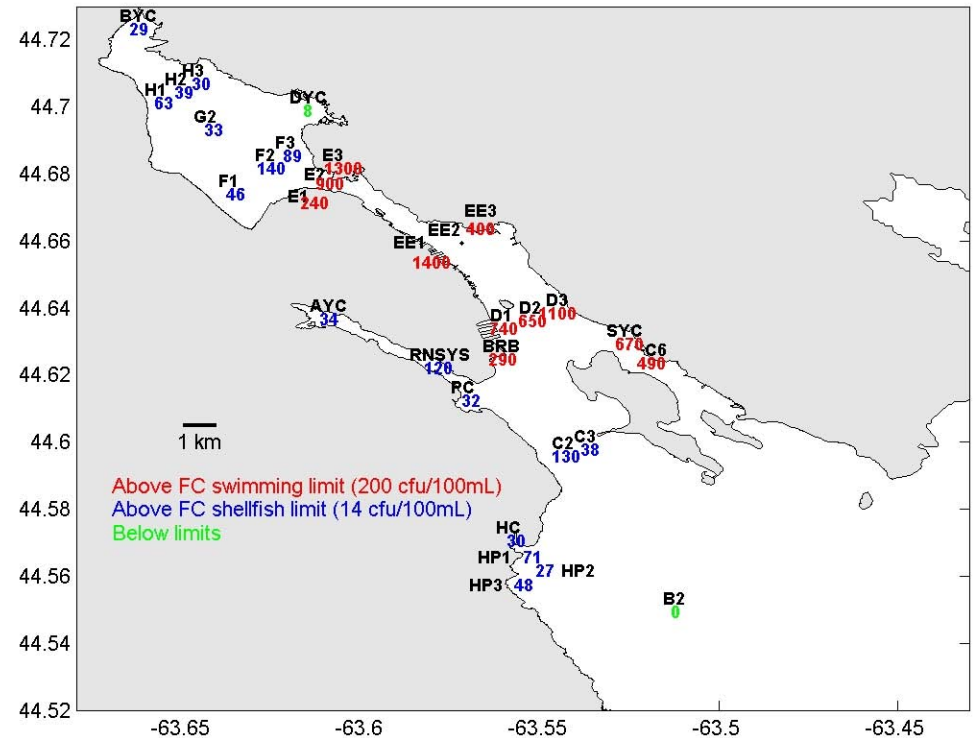 BYC
29
44.72
H3
H2
30
H1
39
63
44.7
DYC
8
G2
33
F3
89
F2
140
E3
1300
44.68
E2
900
F1
46
E1
240
EE3
400
EE2
EE1
44.66
1400
44.64
AYC
34
D3
1100
D2
650
D1
740
SYC
670
BRB
290
C6
490
RNSYS
120
44.62
PC
32
1 km
44.6
C3
38
C2
130
Above FC swimming limit (200 cfu/100mL)
Above FC shellfish limit (14 cfu/100mL)
Below limits
44.58
HC
30
HP1
71
44.56
27
HP2
HP3
48
B2
0
44.54
44.52
-63.65
-63.6
-63.55
-63.5
-63.45